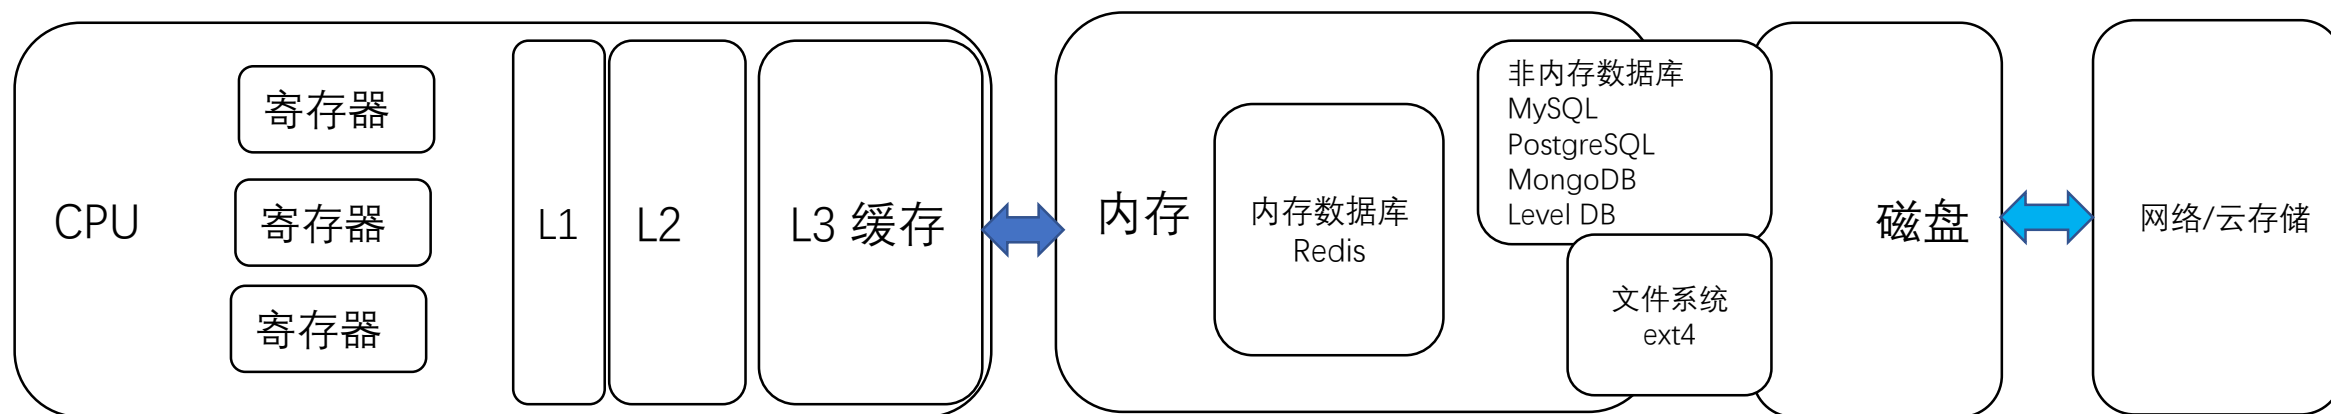 CPU
寄存器
寄存器
寄存器
L1
L2
L3 缓存
内存
内存数据库
Redis
非内存数据库
MySQL
PostgreSQL
MongoDB
Level DB
文件系统
ext4
磁盘
网络/云存储